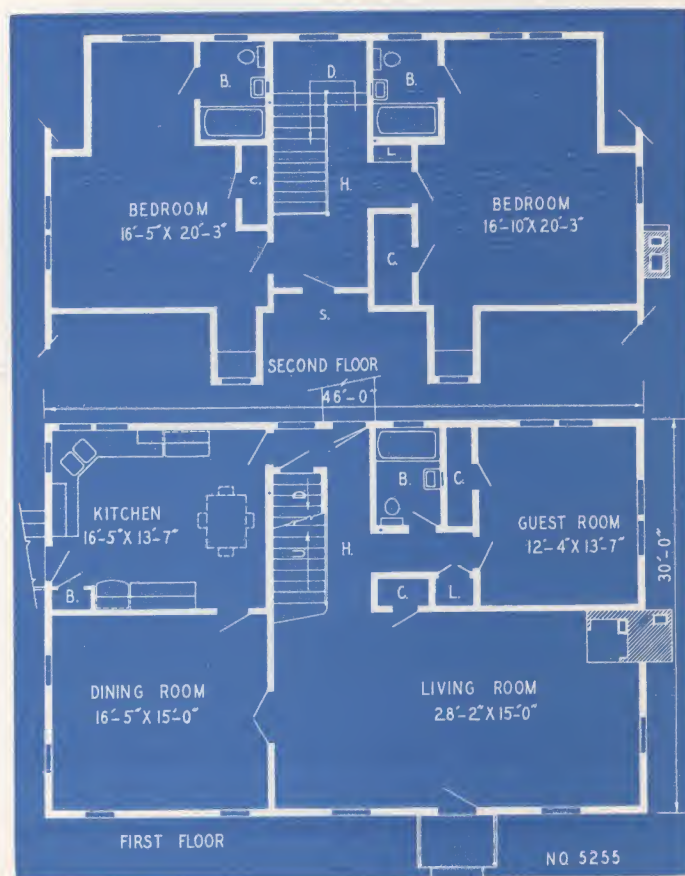 B.
D.
B.
L.
C.
H.
BEDROOM
16'-5" X 20'-3"
BEDROOM
16'-10" X 20'-3"
C.
S.
SECOND FLOOR
46'-0"
B.
C.
KITCHEN
16'-5" X 13'-7"
D
U
H.
GUEST ROOM
12'-4" X 13'-7"
30'-0"
B.
C.
L.
DINING ROOM
16'-5" X 15'-0"
LIVING ROOM
28'-2" X 15'-0"
FIRST FLOOR
NO. 5255